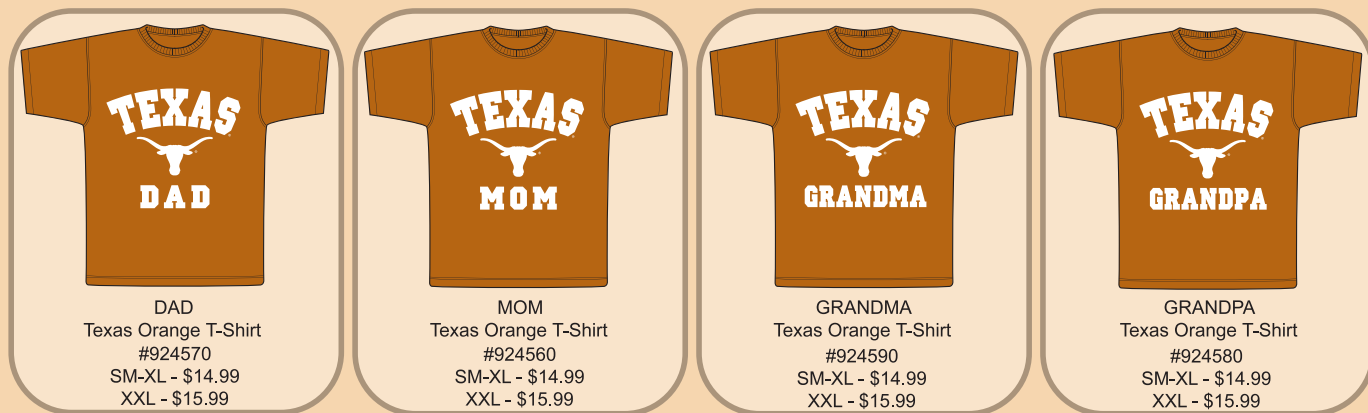 TEXAS
DAD
DAD
Texas Orange T-Shirt
#924570
SM-XL - $14.99
XXL - $15.99
TEXAS
MOM
MOM
Texas Orange T-Shirt
#924560
SM-XL - $14.99
XXL - $15.99
TEXAS
GRANDMA
GRANDMA
Texas Orange T-Shirt
#924590
SM-XL - $14.99
XXL - $15.99
TEXAS
GRANDPA
GRANDPA
Texas Orange T-Shirt
#924580
SM-XL - $14.99
XXL - $15.99